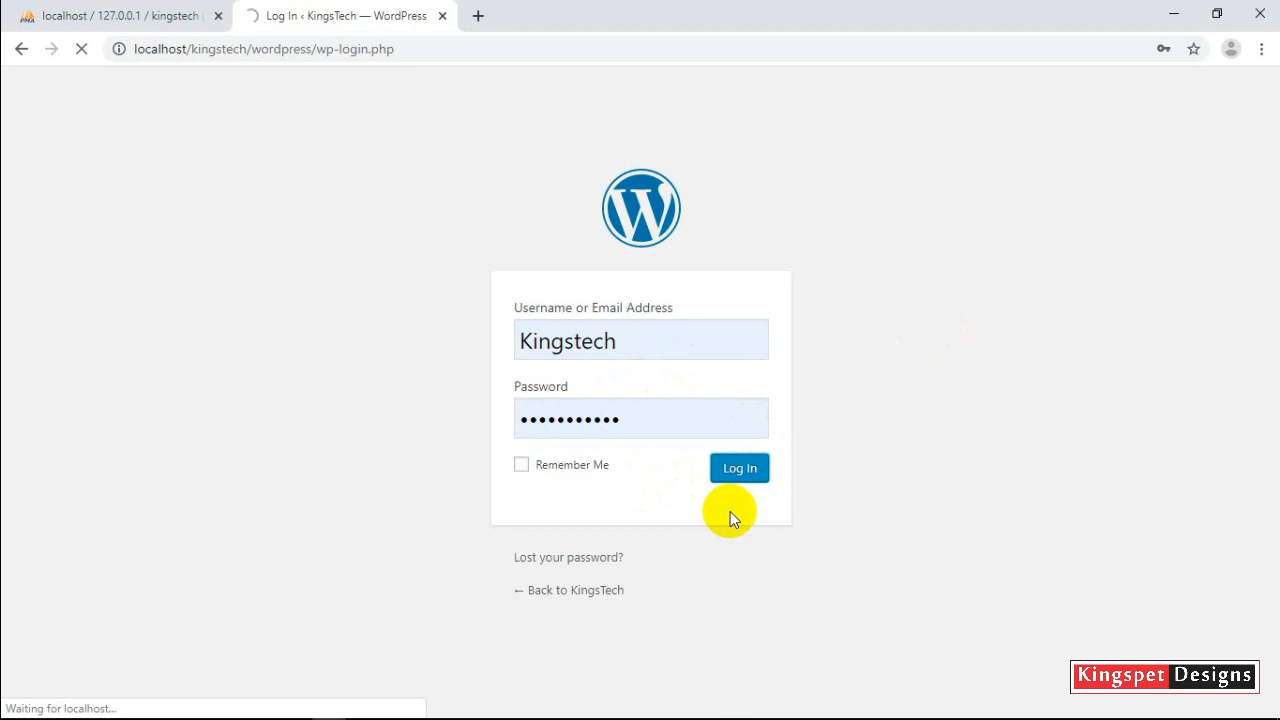 localhost / 127.0.0.1 / kingstech
Log In ‹ KingsTech — WordPress
localhost/kingstech/wordpress/wp-login.php
Username or Email Address
Kingstech
Password
•••••••••••
Remember Me
Log In
Lost your password?
← Back to KingsTech
Kingspet Designs
Waiting for localhost...